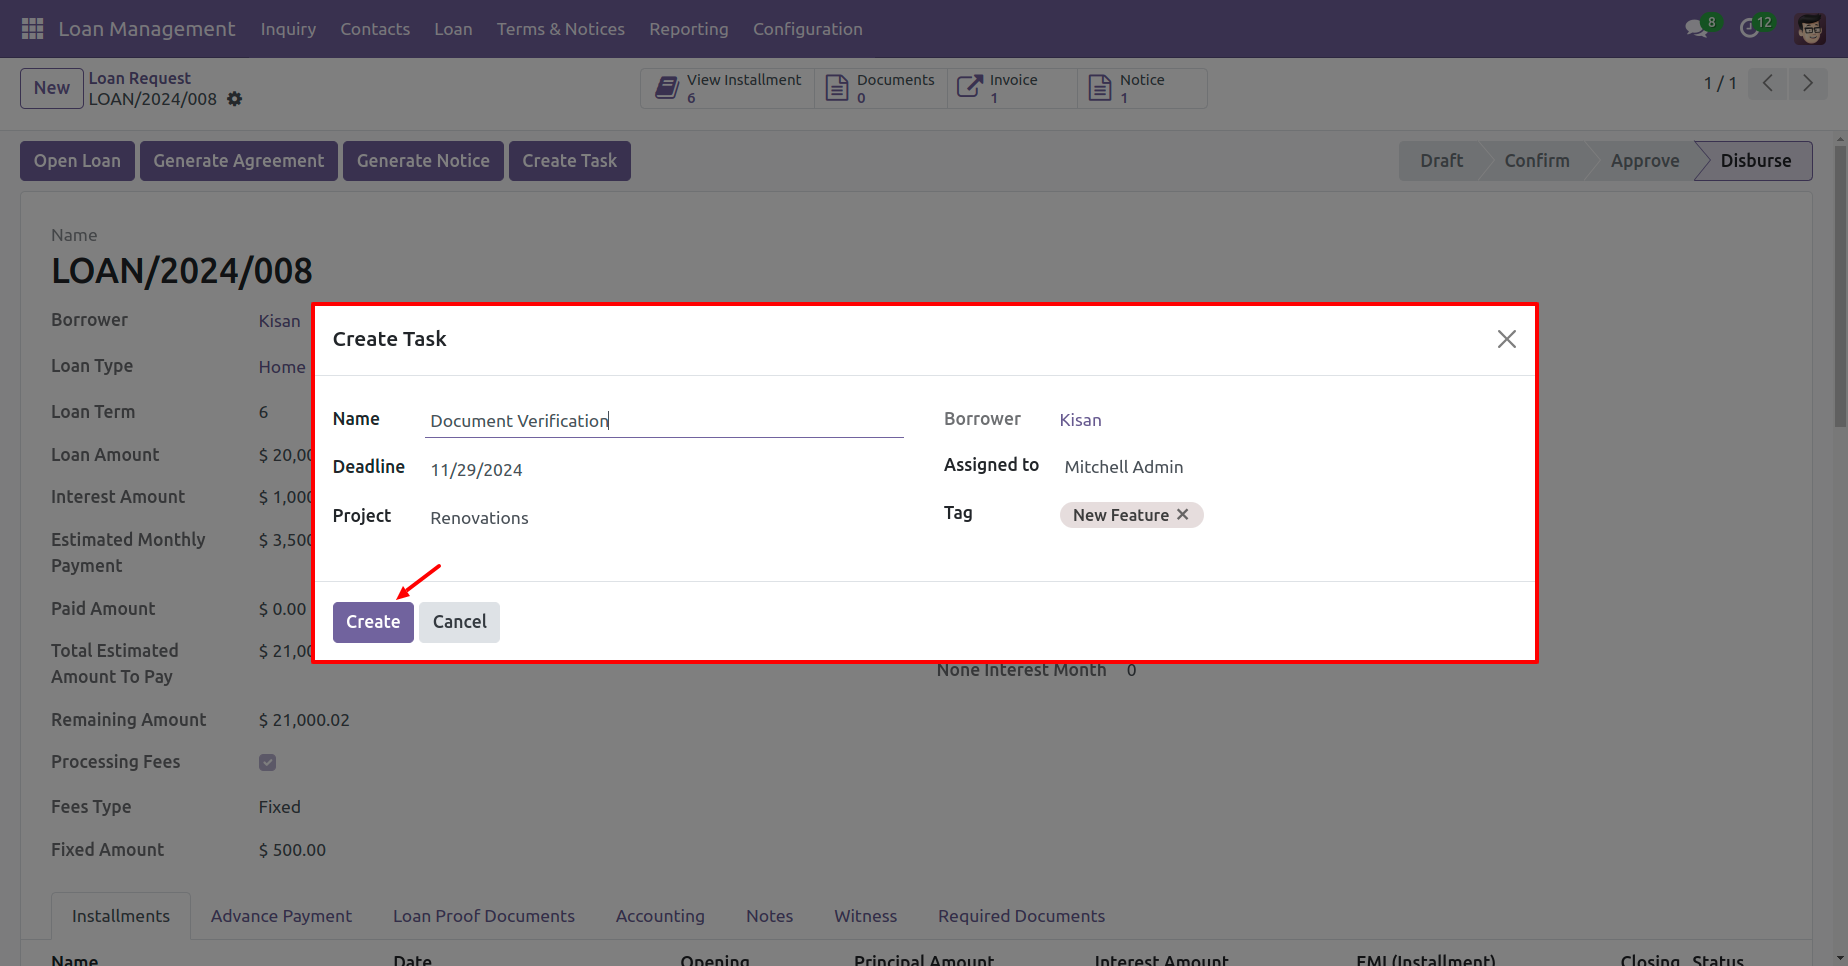 Loan Management Inquiry Contacts Loan Terms & Notices Reporting Configuration 8 12
New Loan Request
LOAN/2024/008
View Installment
6
Documents
0
Invoice
1
Notice
1
1 / 1
Open Loan Generate Agreement Generate Notice Create Task Draft Confirm Approve Disburse
Name
LOAN/2024/008
Borrower Kisan
Loan Type Home
Loan Term 6
Loan Amount $ 20,00
Interest Amount $ 1,000
Estimated Monthly
Payment
$ 3,500
Paid Amount $ 0.00
Total Estimated
Amount To Pay
$ 21,00
Remaining Amount $ 21,000.02
Processing Fees
Fees Type Fixed
Fixed Amount $ 500.00
Create Task
Name Document Verification
Deadline 11/29/2024
Project Renovations
Borrower Kisan
Assigned to Mitchell Admin
Tag New Feature
Create Cancel
None Interest Month 0
Installments Advance Payment Loan Proof Documents Accounting Notes Witness Required Documents
Name Date Opening Principal Amount Interest Amount EMI (Installment) Closing Status